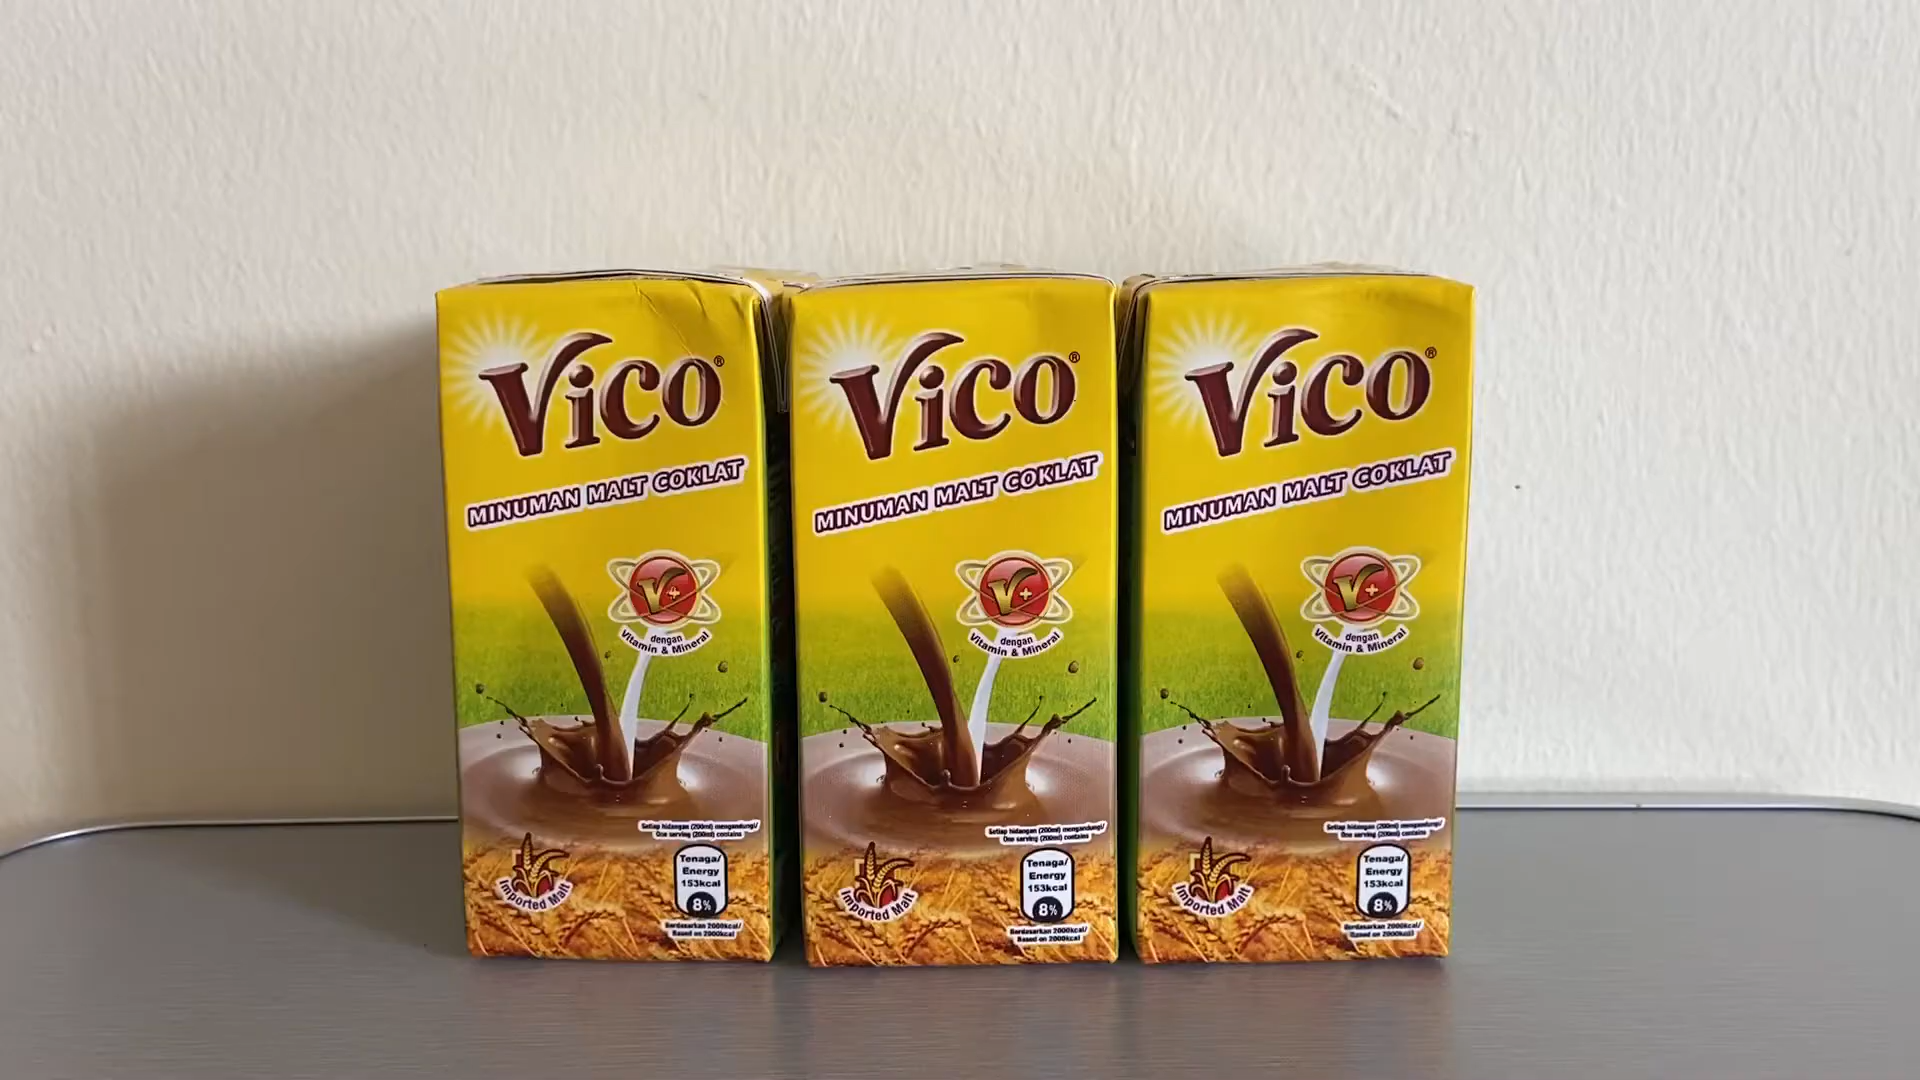 Vico®
MINUMAN MALT COKLAT
V+
dengan
Vitamin & Mineral
Setiap hidangan (200ml) mengandungi/
One serving (200ml) contains
Tenaga/
Energy
153kcal
8%
Berdasarkan 2000kcal/
Based on 2000kcal
Imported Malt
Vico®
MINUMAN MALT COKLAT
V+
dengan
Vitamin & Mineral
Setiap hidangan (200ml) mengandungi/
One serving (200ml) contains
Tenaga/
Energy
153kcal
8%
Berdasarkan 2000kcal/
Based on 2000kcal
Imported Malt
Vico®
MINUMAN MALT COKLAT
V+
dengan
Vitamin & Mineral
Setiap hidangan (200ml) mengandungi/
One serving (200ml) contains
Tenaga/
Energy
153kcal
8%
Berdasarkan 2000kcal/
Based on 2000kcal
Imported Malt